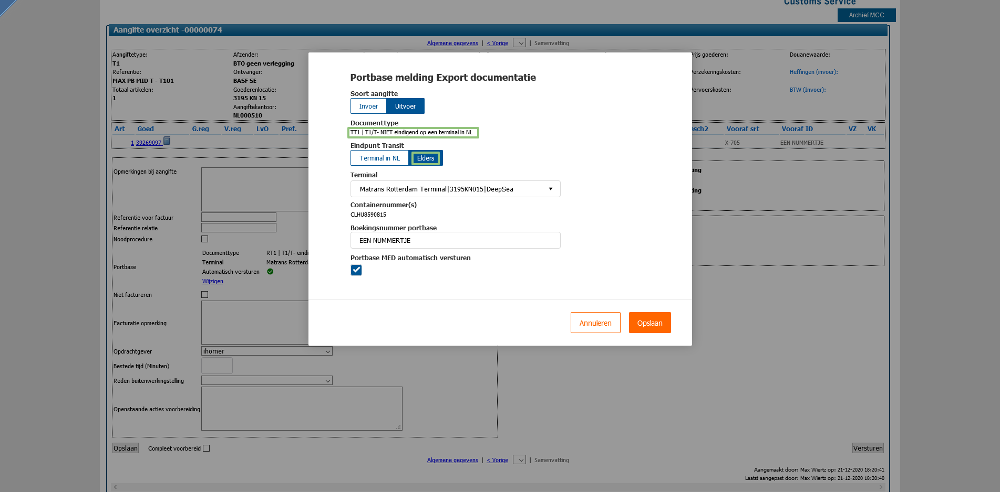 Customs Service
Archief MCC
Aangifte overzicht -00000074
Algemene gegevens | < Vorige | Samenvatting
Aangiftetype:
T1
Referentie:
MAX PB MID T - T101
Totaal artikelen:
1
Afzender:
BTO geen verlegging
Ontvanger:
BASF SE
Goederenlocatie:
3195 KN 15
Aangiftekantoor:
NL000510
Prijs goederen:
Verzekeringskosten:
Vervoerskosten:
Douanewaarde:
Heffingen (invoer):
BTW (Invoer):
Art Goed G.reg V.reg LvO Pref. esch2 Vooraf srt Vooraf ID VZ VK
1 39269097 X-705 EEN NUMMERTJE
Portbase melding Export documentatie
Soort aangifte
Invoer Uitvoer
Documenttype
TT1 | T1/T- NIET eindigend op een terminal in NL
Eindpunt Transit
Terminal in NL Elders
Terminal
Matrans Rotterdam Terminal|3195KN015|DeepSea
Containernummer(s)
CLHU8590815
Boekingsnummer portbase
EEN NUMMERTJE
Portbase MED automatisch versturen
Annuleren Opslaan
Opmerkingen bij aangifte
Referentie voor factuur
Referentie relatie
Noodprocedure
Portbase
Documenttype RT1 | T1/T- eindi
Terminal Matrans Rotterd
Automatisch versturen
Wijzigen
Niet factureren
Facturatie opmerking
Opdrachtgever ihomer
Bestede tijd (Minuten)
Reden buitenwerkingstelling
Openstaande acties voorbereiding
ting
ting
Opslaan Compleet voorbereid Versturen
Algemene gegevens | < Vorige | Samenvatting
Aangemaakt door: Max Wiertz op: 21-12-2020 18:20:41
Laatst aangepast door: Max Wiertz op: 21-12-2020 18:20:40